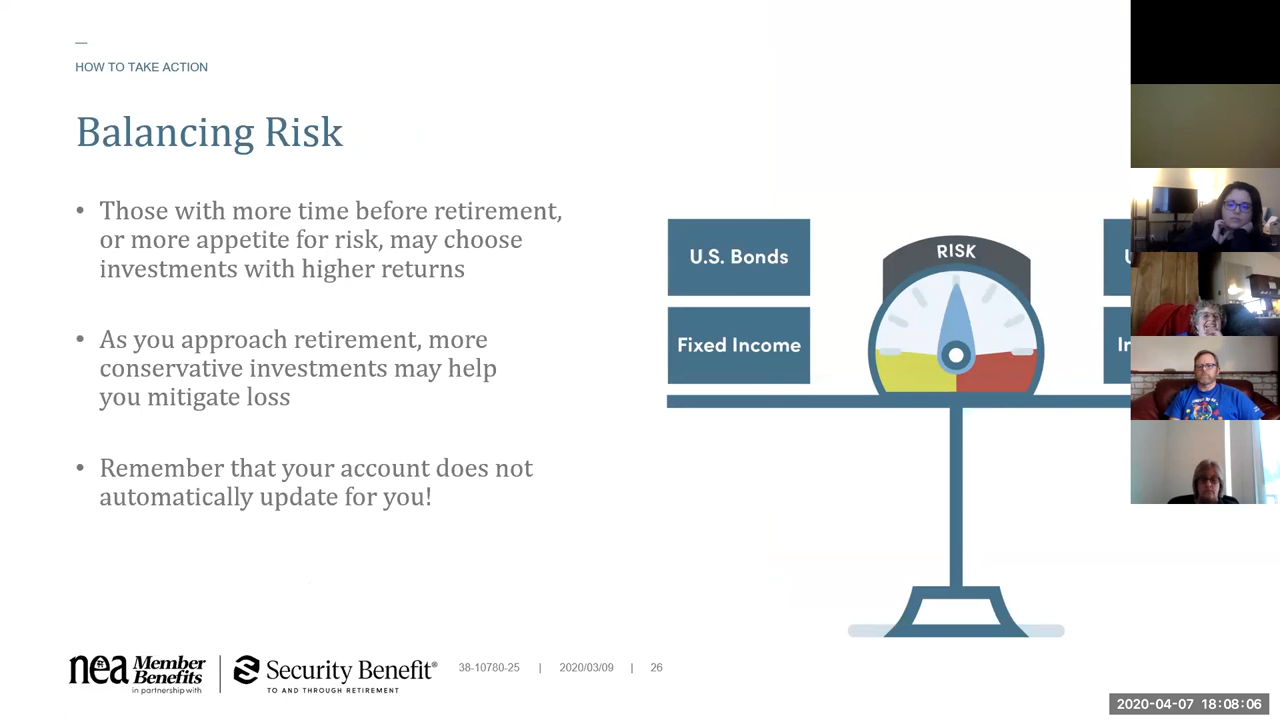 HOW TO TAKE ACTION
Balancing Risk
• Those with more time before retirement,
or more appetite for risk, may choose
investments with higher returns
• As you approach retirement, more
conservative investments may help
you mitigate loss
• Remember that your account does not
automatically update for you!
U.S. Bonds
Fixed Income
RISK
nea Member
Benefits
in partnership with
Security Benefit®
TO AND THROUGH RETIREMENT
38-10780-25 | 2020/03/09 | 26
2020-04-07 18:08:06